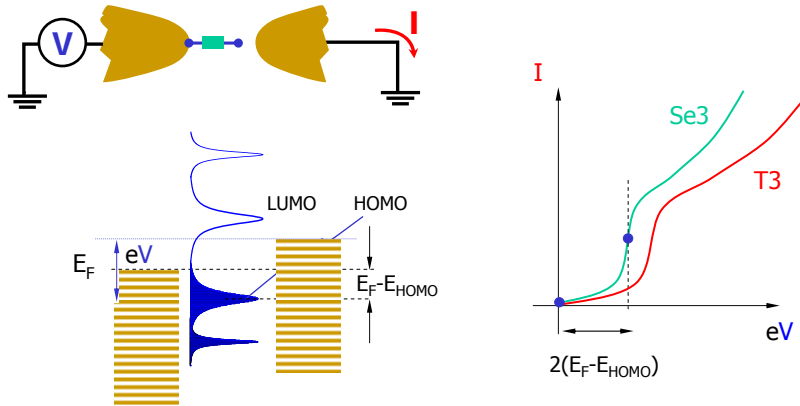 V
I
LUMO
HOMO
E_F
eV
E_F-E_HOMO
I
Se3
T3
eV
2(E_F-E_HOMO)